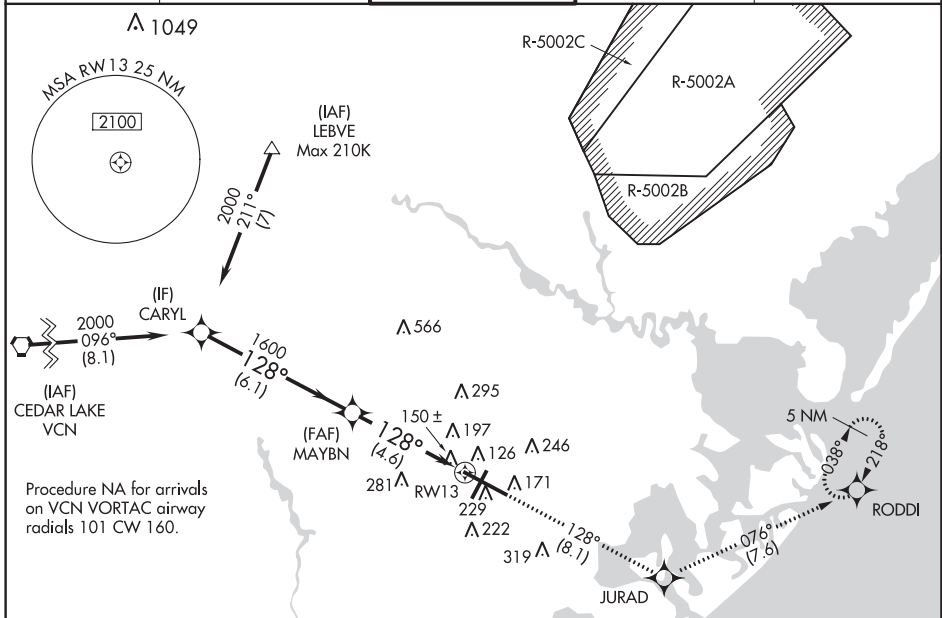 1049
MSA RW13 25 NM
2100
(IAF)
LEBVE
Max 210K
2000
211°
(7)
R-5002C
R-5002A
R-5002B
(IF)
CARYL
2000
096°
(8.1)
(IAF)
CEDAR LAKE
VCN
1600
128°
(6.1)
566
295
(FAF)
MAYBN
150 ±
197
128°
(4.6)
126
246
281
RW13
171
229
222
319
128°
(8.1)
JURAD
076°
(7.6)
5 NM
038°
218°
RODDI
Procedure NA for arrivals
on VCN VORTAC airway
radials 101 CW 160.